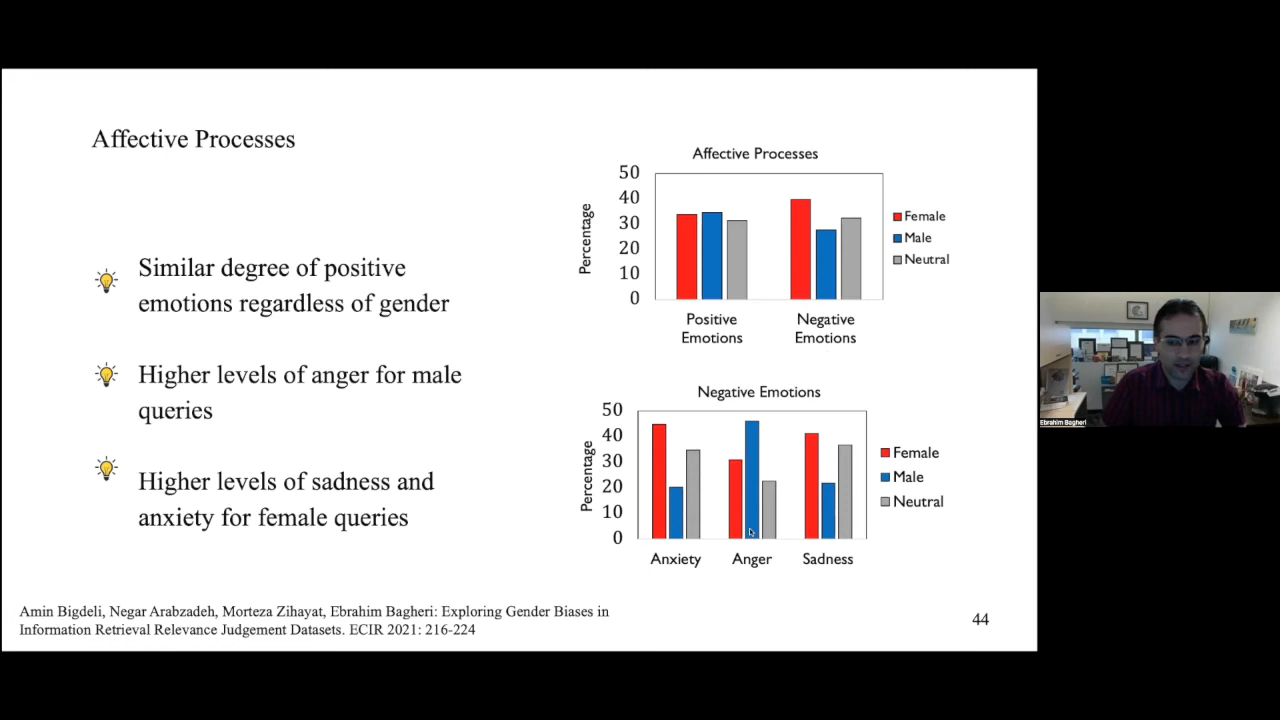 Affective Processes
Similar degree of positive
emotions regardless of gender
Higher levels of anger for male
queries
Higher levels of sadness and
anxiety for female queries
Affective Processes
Percentage
50
40
30
20
10
0
Positive
Emotions
Negative
Emotions
Female
Male
Neutral
Negative Emotions
Percentage
50
40
30
20
10
0
Anxiety
Anger
Sadness
Female
Male
Neutral
Amin Bigdeli, Negar Arabzadeh, Morteza Zihayat, Ebrahim Bagheri: Exploring Gender Biases in
Information Retrieval Relevance Judgement Datasets. ECIR 2021: 216-224
44
Ebrahim Bagheri